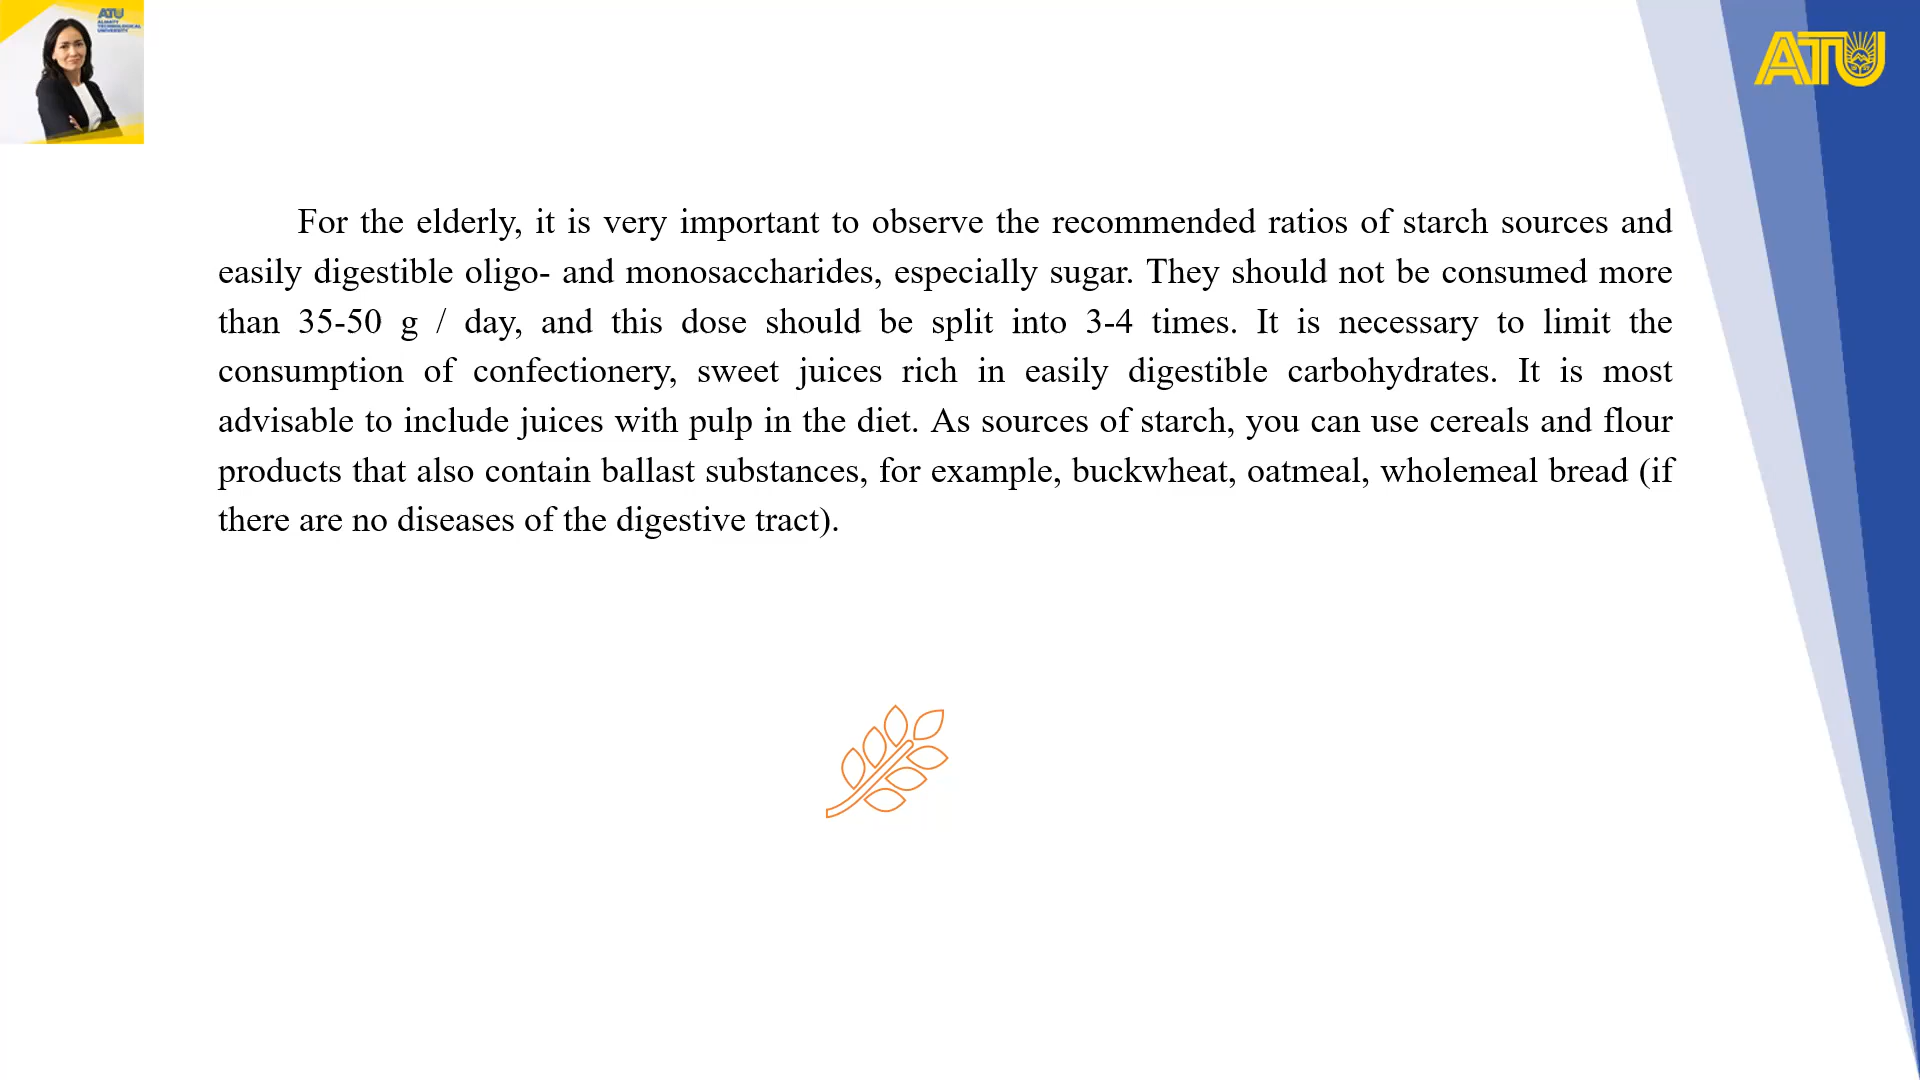 ATU
ALMATY
TECHNOLOGICAL
UNIVERSITY
ATU
For the elderly, it is very important to observe the recommended ratios of starch sources and
easily digestible oligo- and monosaccharides, especially sugar. They should not be consumed more
than 35-50 g / day, and this dose should be split into 3-4 times. It is necessary to limit the
consumption of confectionery, sweet juices rich in easily digestible carbohydrates. It is most
advisable to include juices with pulp in the diet. As sources of starch, you can use cereals and flour
products that also contain ballast substances, for example, buckwheat, oatmeal, wholemeal bread (if
there are no diseases of the digestive tract).